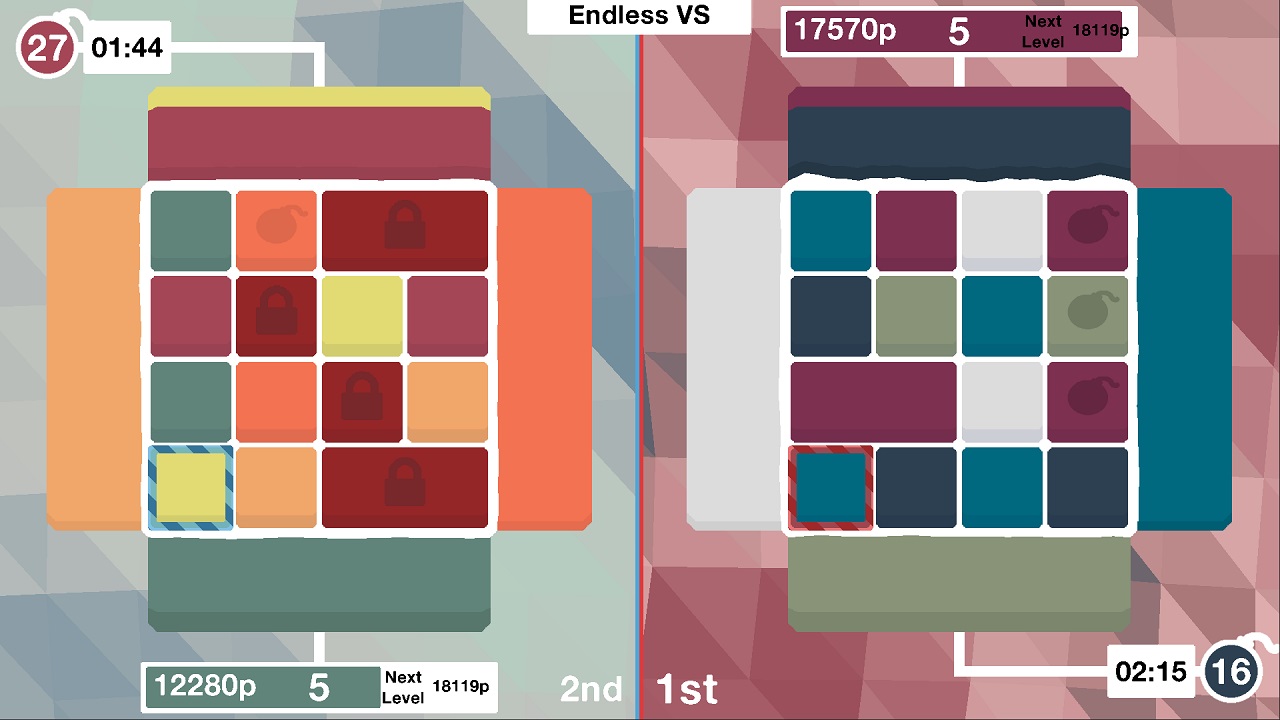 Endless VS
27 01:44
17570p 5 Next Level 18119p
12280p 5 Next Level 18119p
2nd
1st
02:15 16